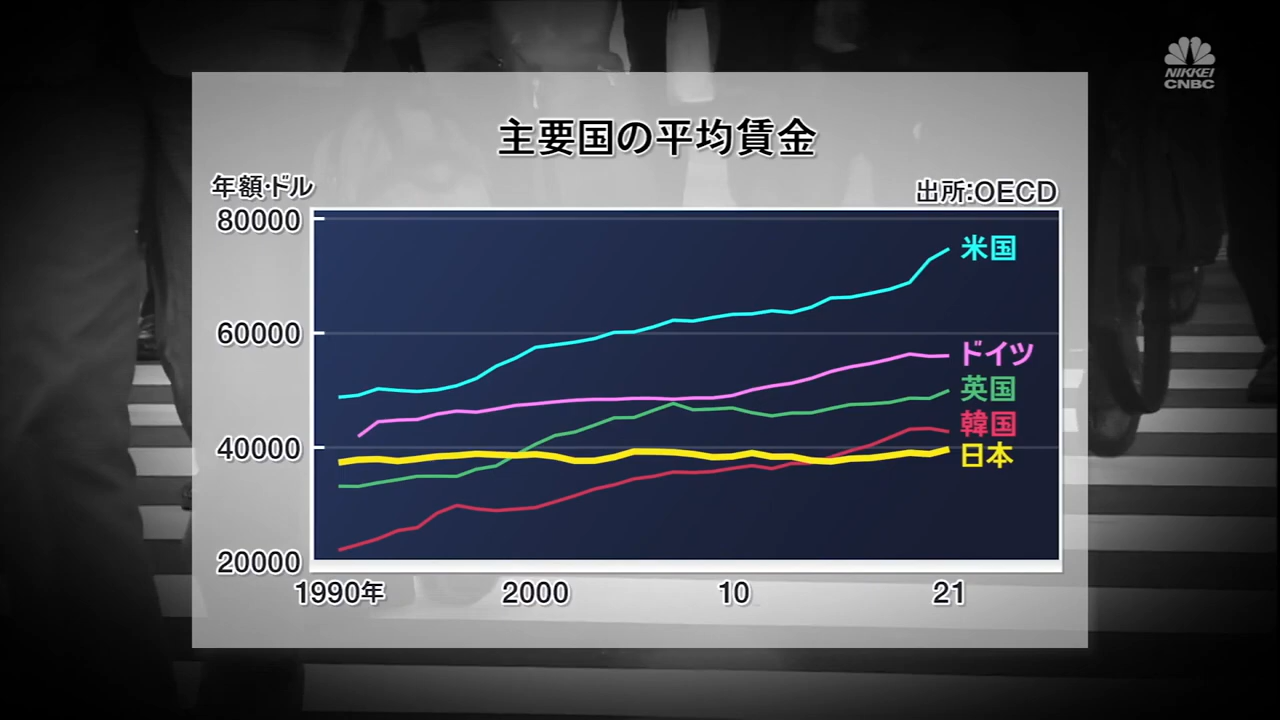 NIKKEI
CNBC
主要国の平均賃金
年額・ドル
出所:OECD
80000
60000
40000
20000
米国
ドイツ
英国
韓国
日本
1990年 2000 10 21